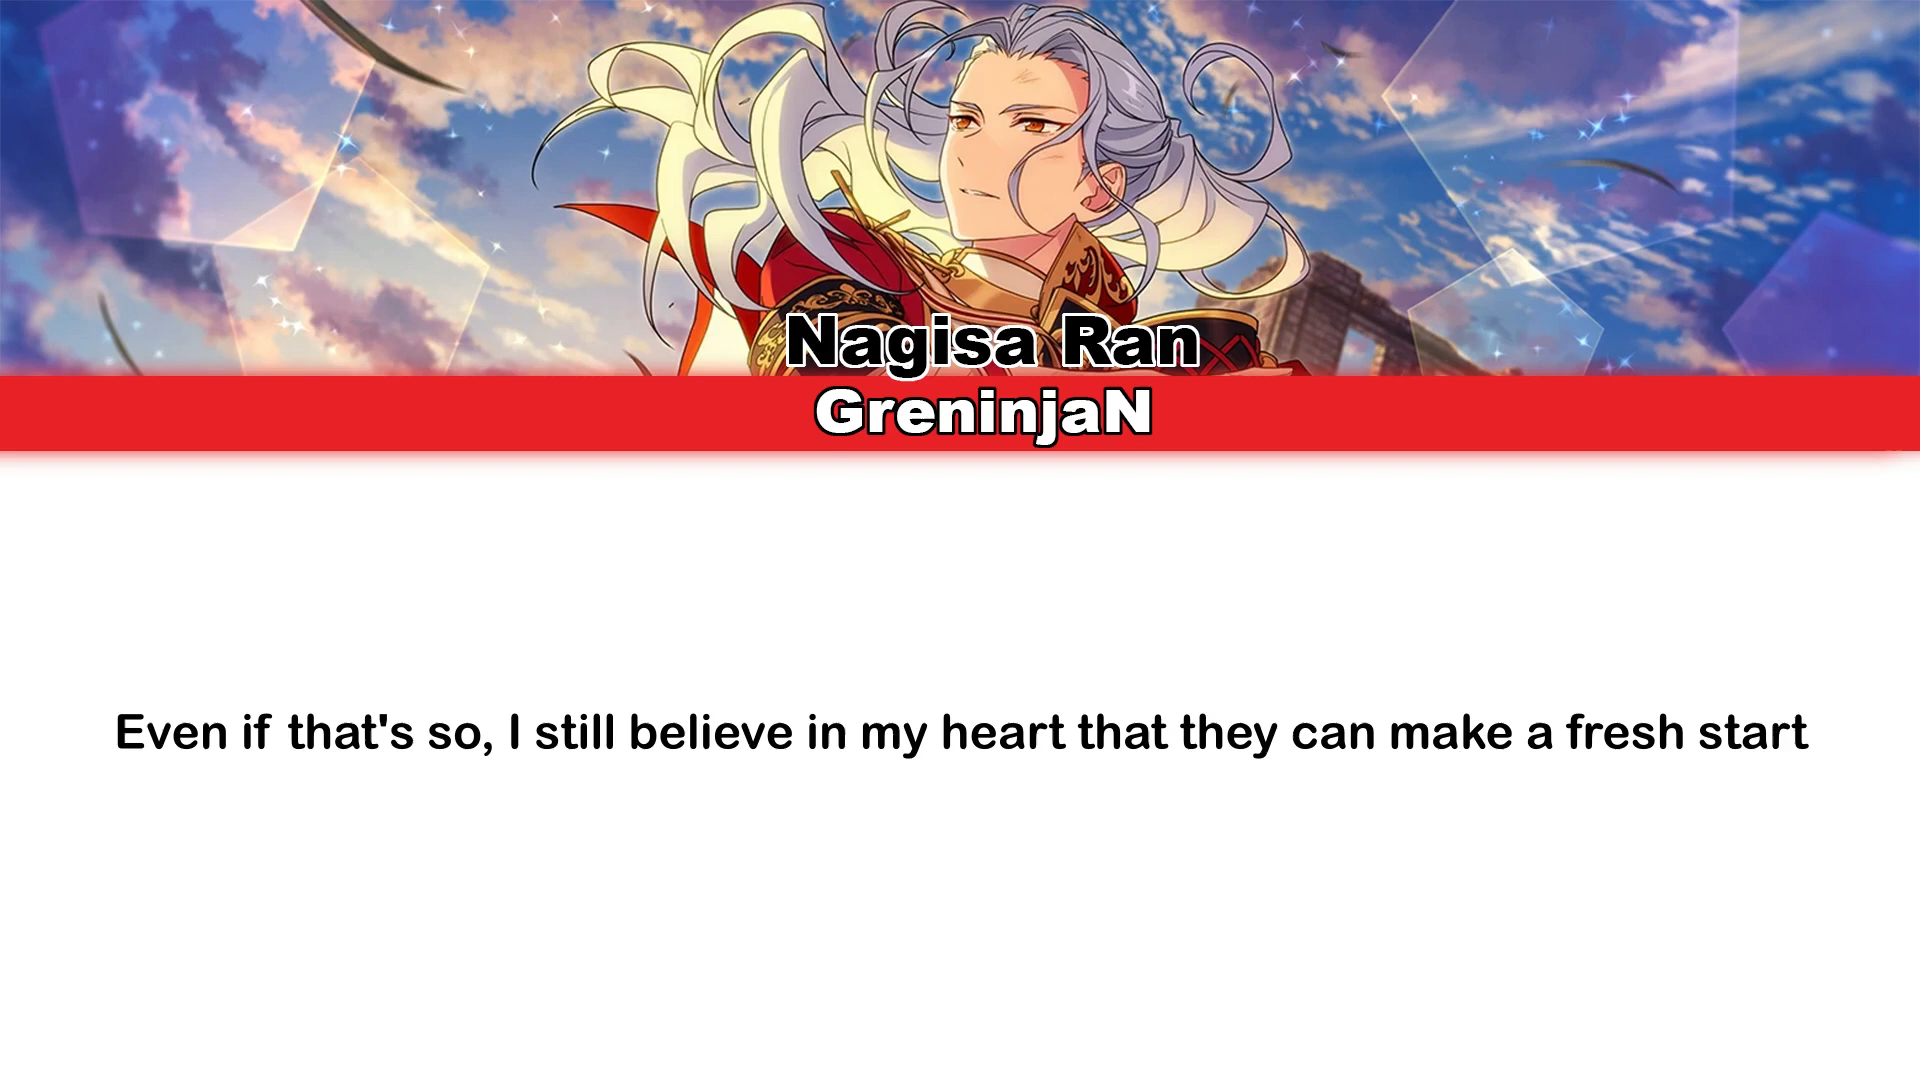 Nagisa Ran
GreninjaN
Even if that's so, I still believe in my heart that they can make a fresh start